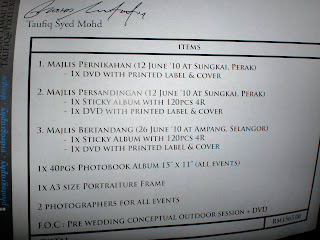 Taufiq Syed Mohd
ITEMS
1. Majlis Pernikahan (12 June '10 at Sungkai, Perak)
- 1x DVD with printed label & cover
2. Majlis Persandingan (12 June '10 at Sungkai, Perak)
- 1x Sticky album with 120pcs 4R
- 1x DVD with printed label & cover
3. Majlis Bertandang (26 June '10 at Ampang, Selangor)
- 1x Sticky album with 120pcs 4R
- 1x DVD with printed label & cover
1x 40pgs Photobook Album 15" x 11" (all events)
1x A3 size Portraiture Frame
2 photographers for all events
F.O.C : Pre wedding conceptual outdoor session + DVD
photography . videography . design